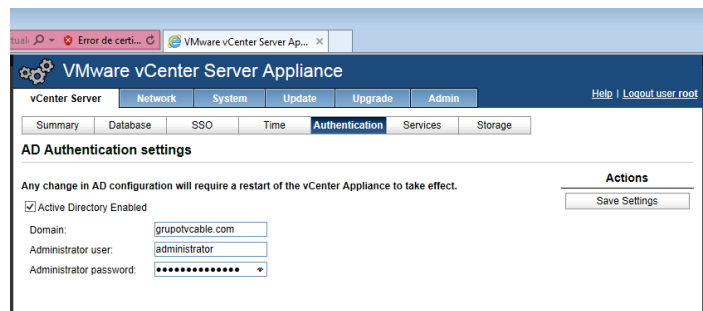 Error de certi...
VMware vCenter Server Ap...
VMware vCenter Server Appliance
vCenter Server Network System Update Upgrade Admin
Help | Logout user root
Summary Database SSO Time Authentication Services Storage
AD Authentication settings
Any change in AD configuration will require a restart of the vCenter Appliance to take effect.
Actions
Save Settings
Active Directory Enabled
Domain: grupotvcable.com
Administrator user: administrator
Administrator password: ●●●●●●●●●●●●●●